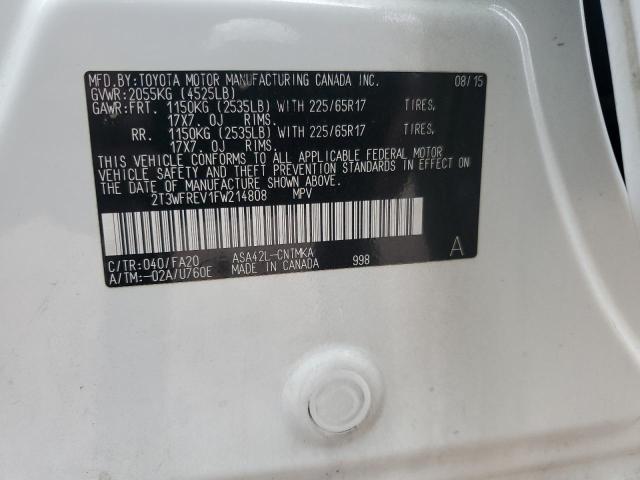 MFD.BY:TOYOTA MOTOR MANUFACTURING CANADA INC. 08/15
GVWR:2055KG (4525LB)
GAWR:FRT. 1150KG (2535LB) WITH 225/65R17 TIRES,
17X7.0J RIMS.
RR. 1150KG (2535LB) WITH 225/65R17 TIRES,
17X7.0J RIMS.
THIS VEHICLE CONFORMS TO ALL APPLICABLE FEDERAL MOTOR
VEHICLE SAFETY AND THEFT PREVENTION STANDARDS IN EFFECT ON
THE DATE OF MANUFACTURE SHOWN ABOVE.
2T3WFREV1FW214808 MPV
C/TR:040/FA20 ASA42L-CNTMKA
A/TM:-02A/U760E MADE IN CANADA 998 A